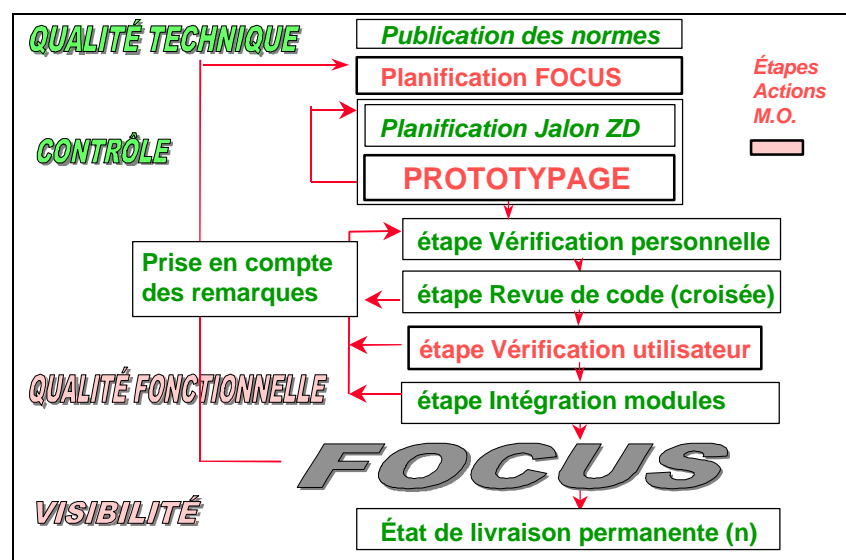 QUALITÉ TECHNIQUE
Publication des normes
Planification FOCUS
Étapes
Actions
M.O.
Planification Jalon ZD
CONTRÔLE
PROTOTYPAGE
étape Vérification personnelle
Prise en compte
des remarques
étape Revue de code (croisée)
étape Vérification utilisateur
QUALITÉ FONCTIONNELLE
étape Intégration modules
FOCUS
VISIBILITÉ
État de livraison permanente (n)